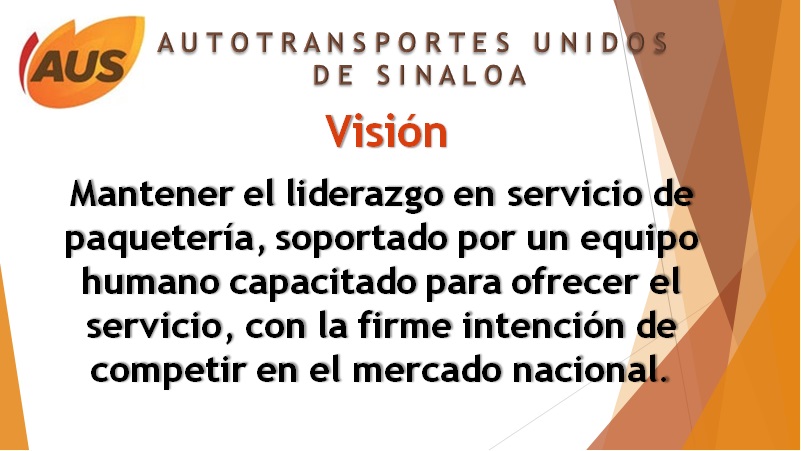 AUS
AUTOTRANSPORTES UNIDOS
DE SINALOA
Visión
Mantener el liderazgo en servicio de
paquetería, soportado por un equipo
humano capacitado para ofrecer el
servicio, con la firme intención de
competir en el mercado nacional.